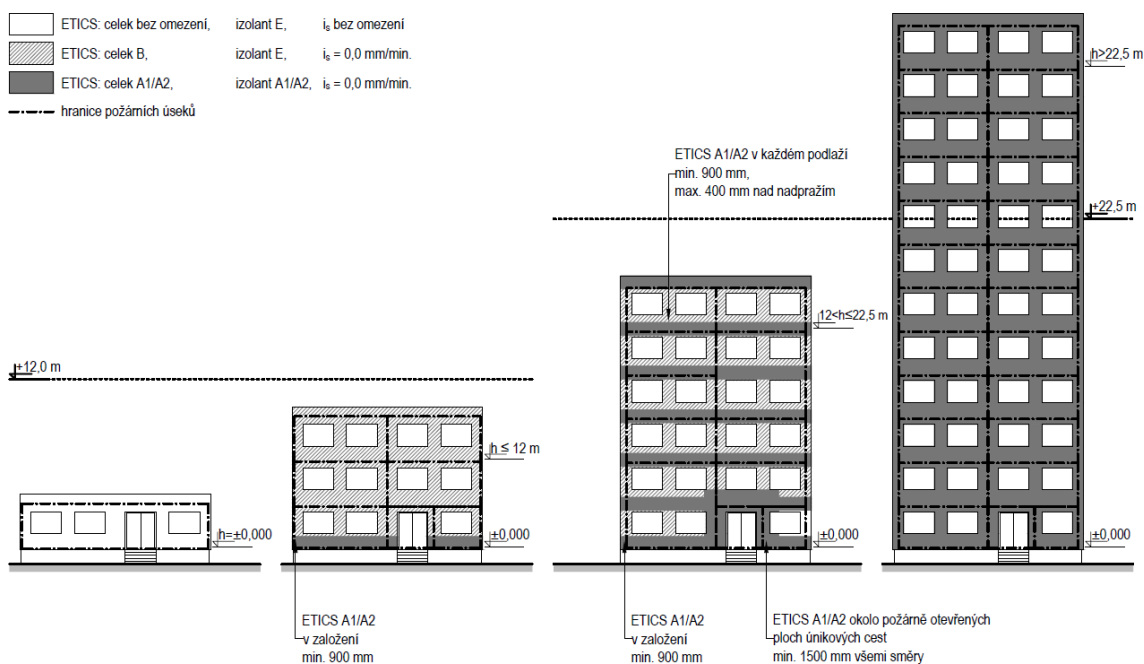 ETICS: celek bez omezení, izolant E, iₛ bez omezení
ETICS: celek B, izolant E, iₛ = 0,0 mm/min.
ETICS: celek A1/A2, izolant A1/A2, iₛ = 0,0 mm/min.
hranice požárních úseků
h>22,5 m
ETICS A1/A2 v každém podlaží
min. 900 mm,
max. 400 mm nad nadpražím
+22,5 m
12<h≤22,5 m
+12,0 m
h ≤ 12 m
h=±0,000
±0,000
±0,000
±0,000
ETICS A1/A2
v založení
min. 900 mm
ETICS A1/A2
v založení
min. 900 mm
ETICS A1/A2 okolo požárně otevřených
ploch únikových cest
min. 1500 mm všemi směry